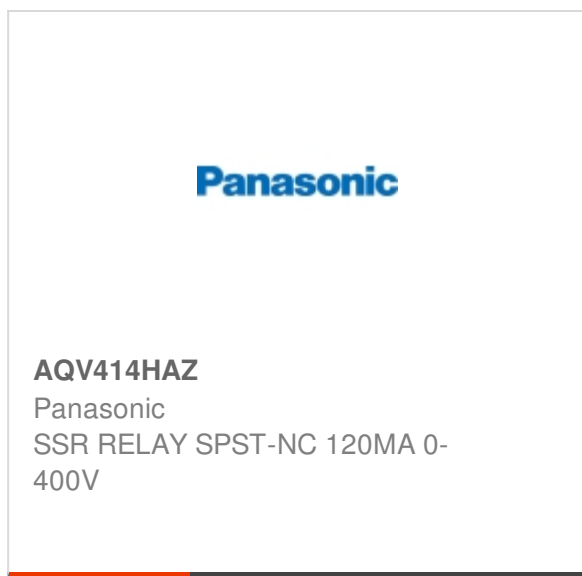 Panasonic
AQV414HAZ
Panasonic
SSR RELAY SPST-NC 120MA 0-
400V